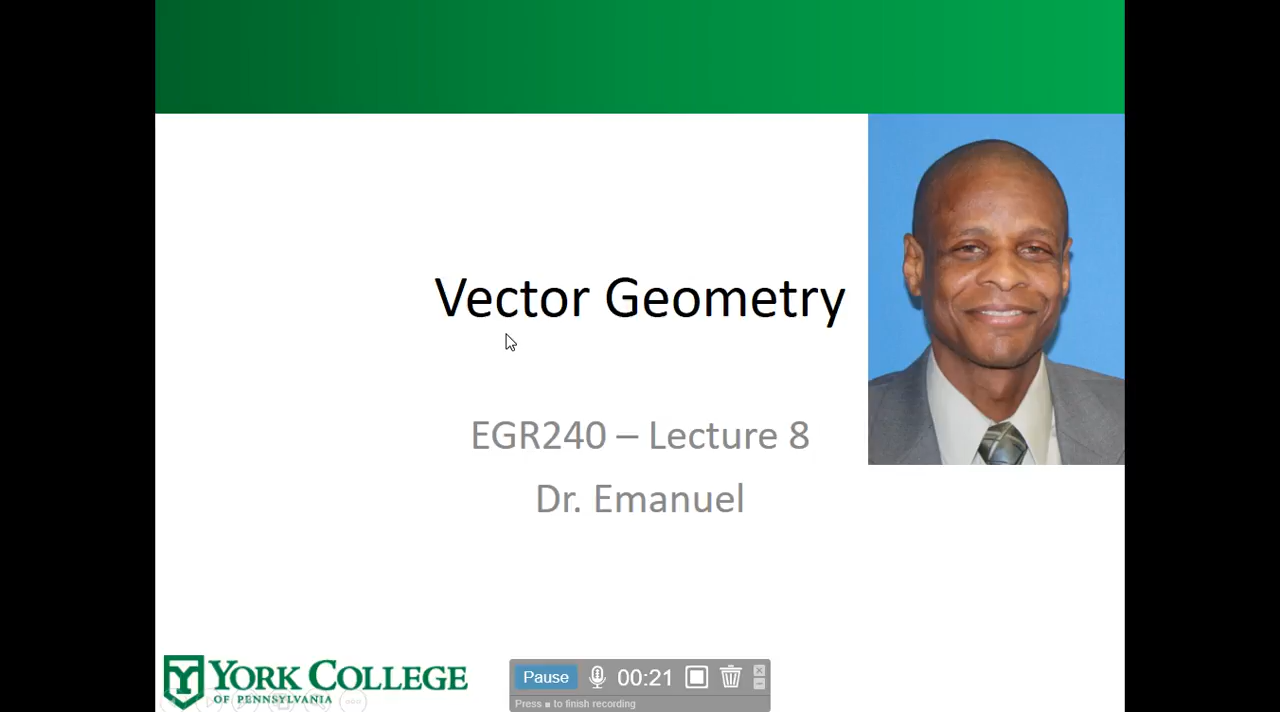 Vector Geometry
EGR240 – Lecture 8
Dr. Emanuel
YORK COLLEGE
OF PENNSYLVANIA
Pause 00:21
Press ■ to finish recording